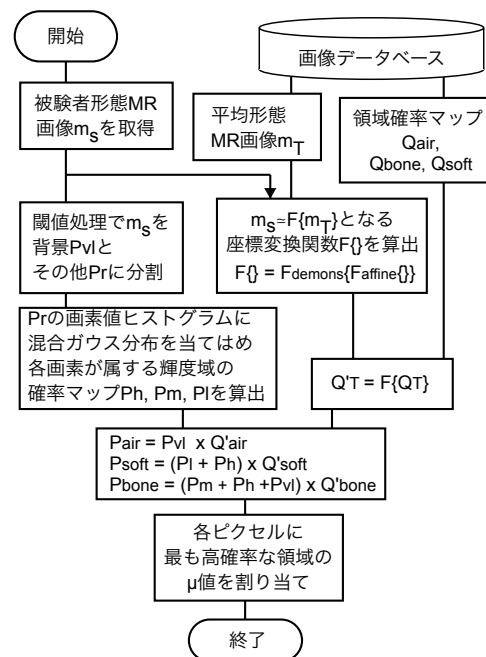 開始
画像データベース
被験者形態MR
画像msを取得
平均形態
MR画像mT
領域確率マップ
Qair,
Qbone, Qsoft
閾値処理でmsを
背景Pvlと
その他Prに分割
ms≃F{mT}となる
座標変換関数F{}を算出
F{} = Fdemons{Faffine{}}
Prの画素値ヒストグラムに
混合ガウス分布を当てはめ
各画素が属する輝度域の
確率マップPh, Pm, Plを算出
Q'T = F{QT}
Pair = Pvl x Q'air
Psoft = (Pl + Ph) x Q'soft
Pbone = (Pm + Ph +Pvl) x Q'bone
各ピクセルに
最も高確率な領域の
μ値を割り当て
終了